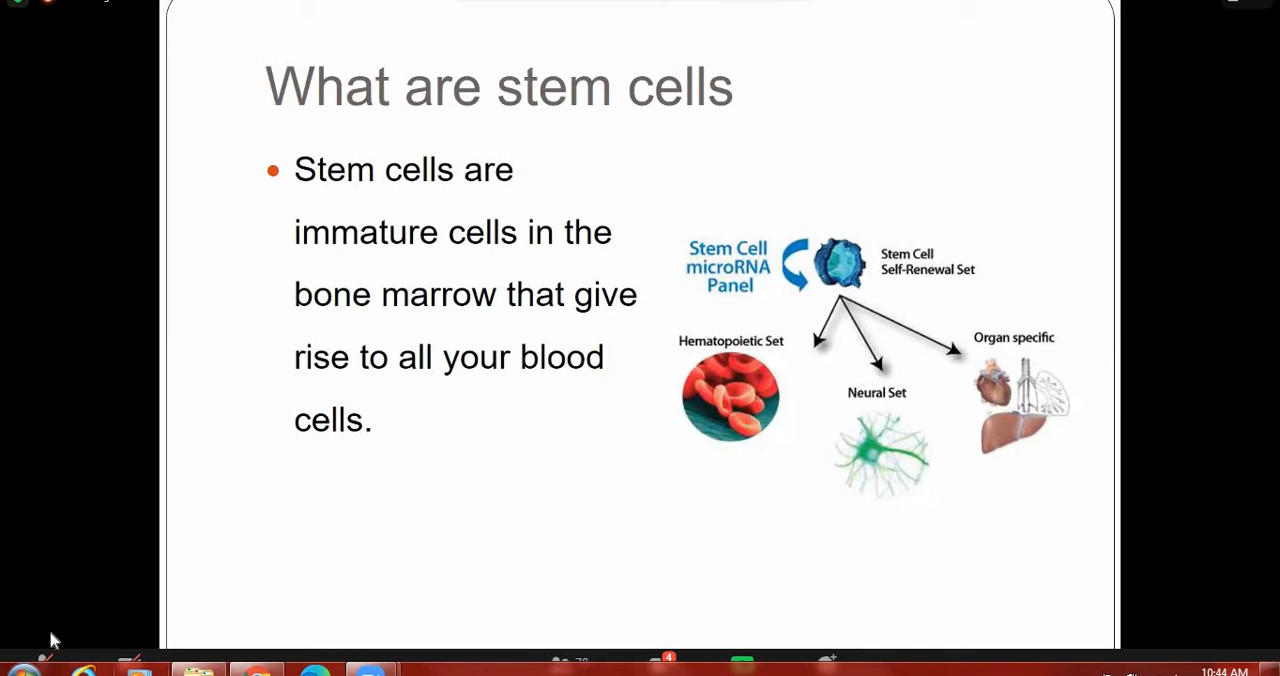 What are stem cells
Stem cells are
immature cells in the
bone marrow that give
rise to all your blood
cells.
Stem Cell
microRNA
Panel
Stem Cell
Self-Renewal Set
Hematopoietic Set
Neural Set
Organ specific
4
10:44 AM